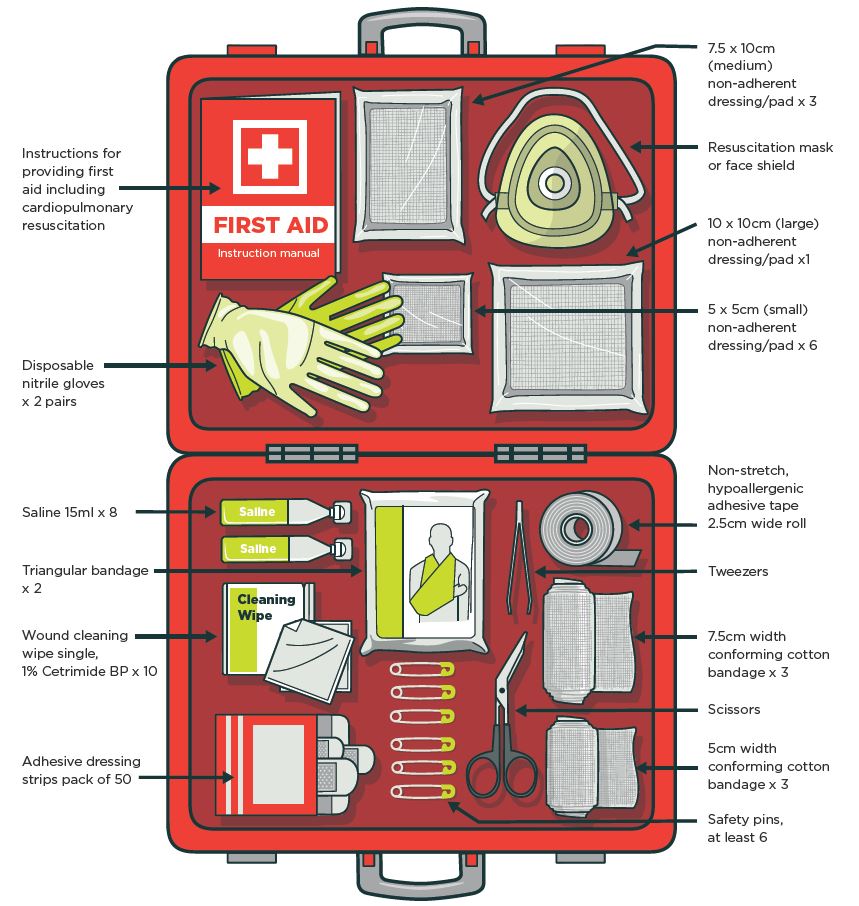 7.5 x 10cm
(medium)
non-adherent
dressing/pad x 3
Instructions for
providing first
aid including
cardiopulmonary
resuscitation
Resuscitation mask
or face shield
FIRST AID
Instruction manual
10 x 10cm (large)
non-adherent
dressing/pad x1
5 x 5cm (small)
non-adherent
dressing/pad x 6
Disposable
nitrile gloves
x 2 pairs
Non-stretch,
hypoallergenic
adhesive tape
2.5cm wide roll
Saline 15ml x 8
Saline
Saline
Triangular bandage
x 2
Tweezers
Cleaning
Wipe
Wound cleaning
wipe single,
1% Cetrimide BP x 10
7.5cm width
conforming cotton
bandage x 3
Scissors
Adhesive dressing
strips pack of 50
5cm width
conforming cotton
bandage x 3
Safety pins,
at least 6